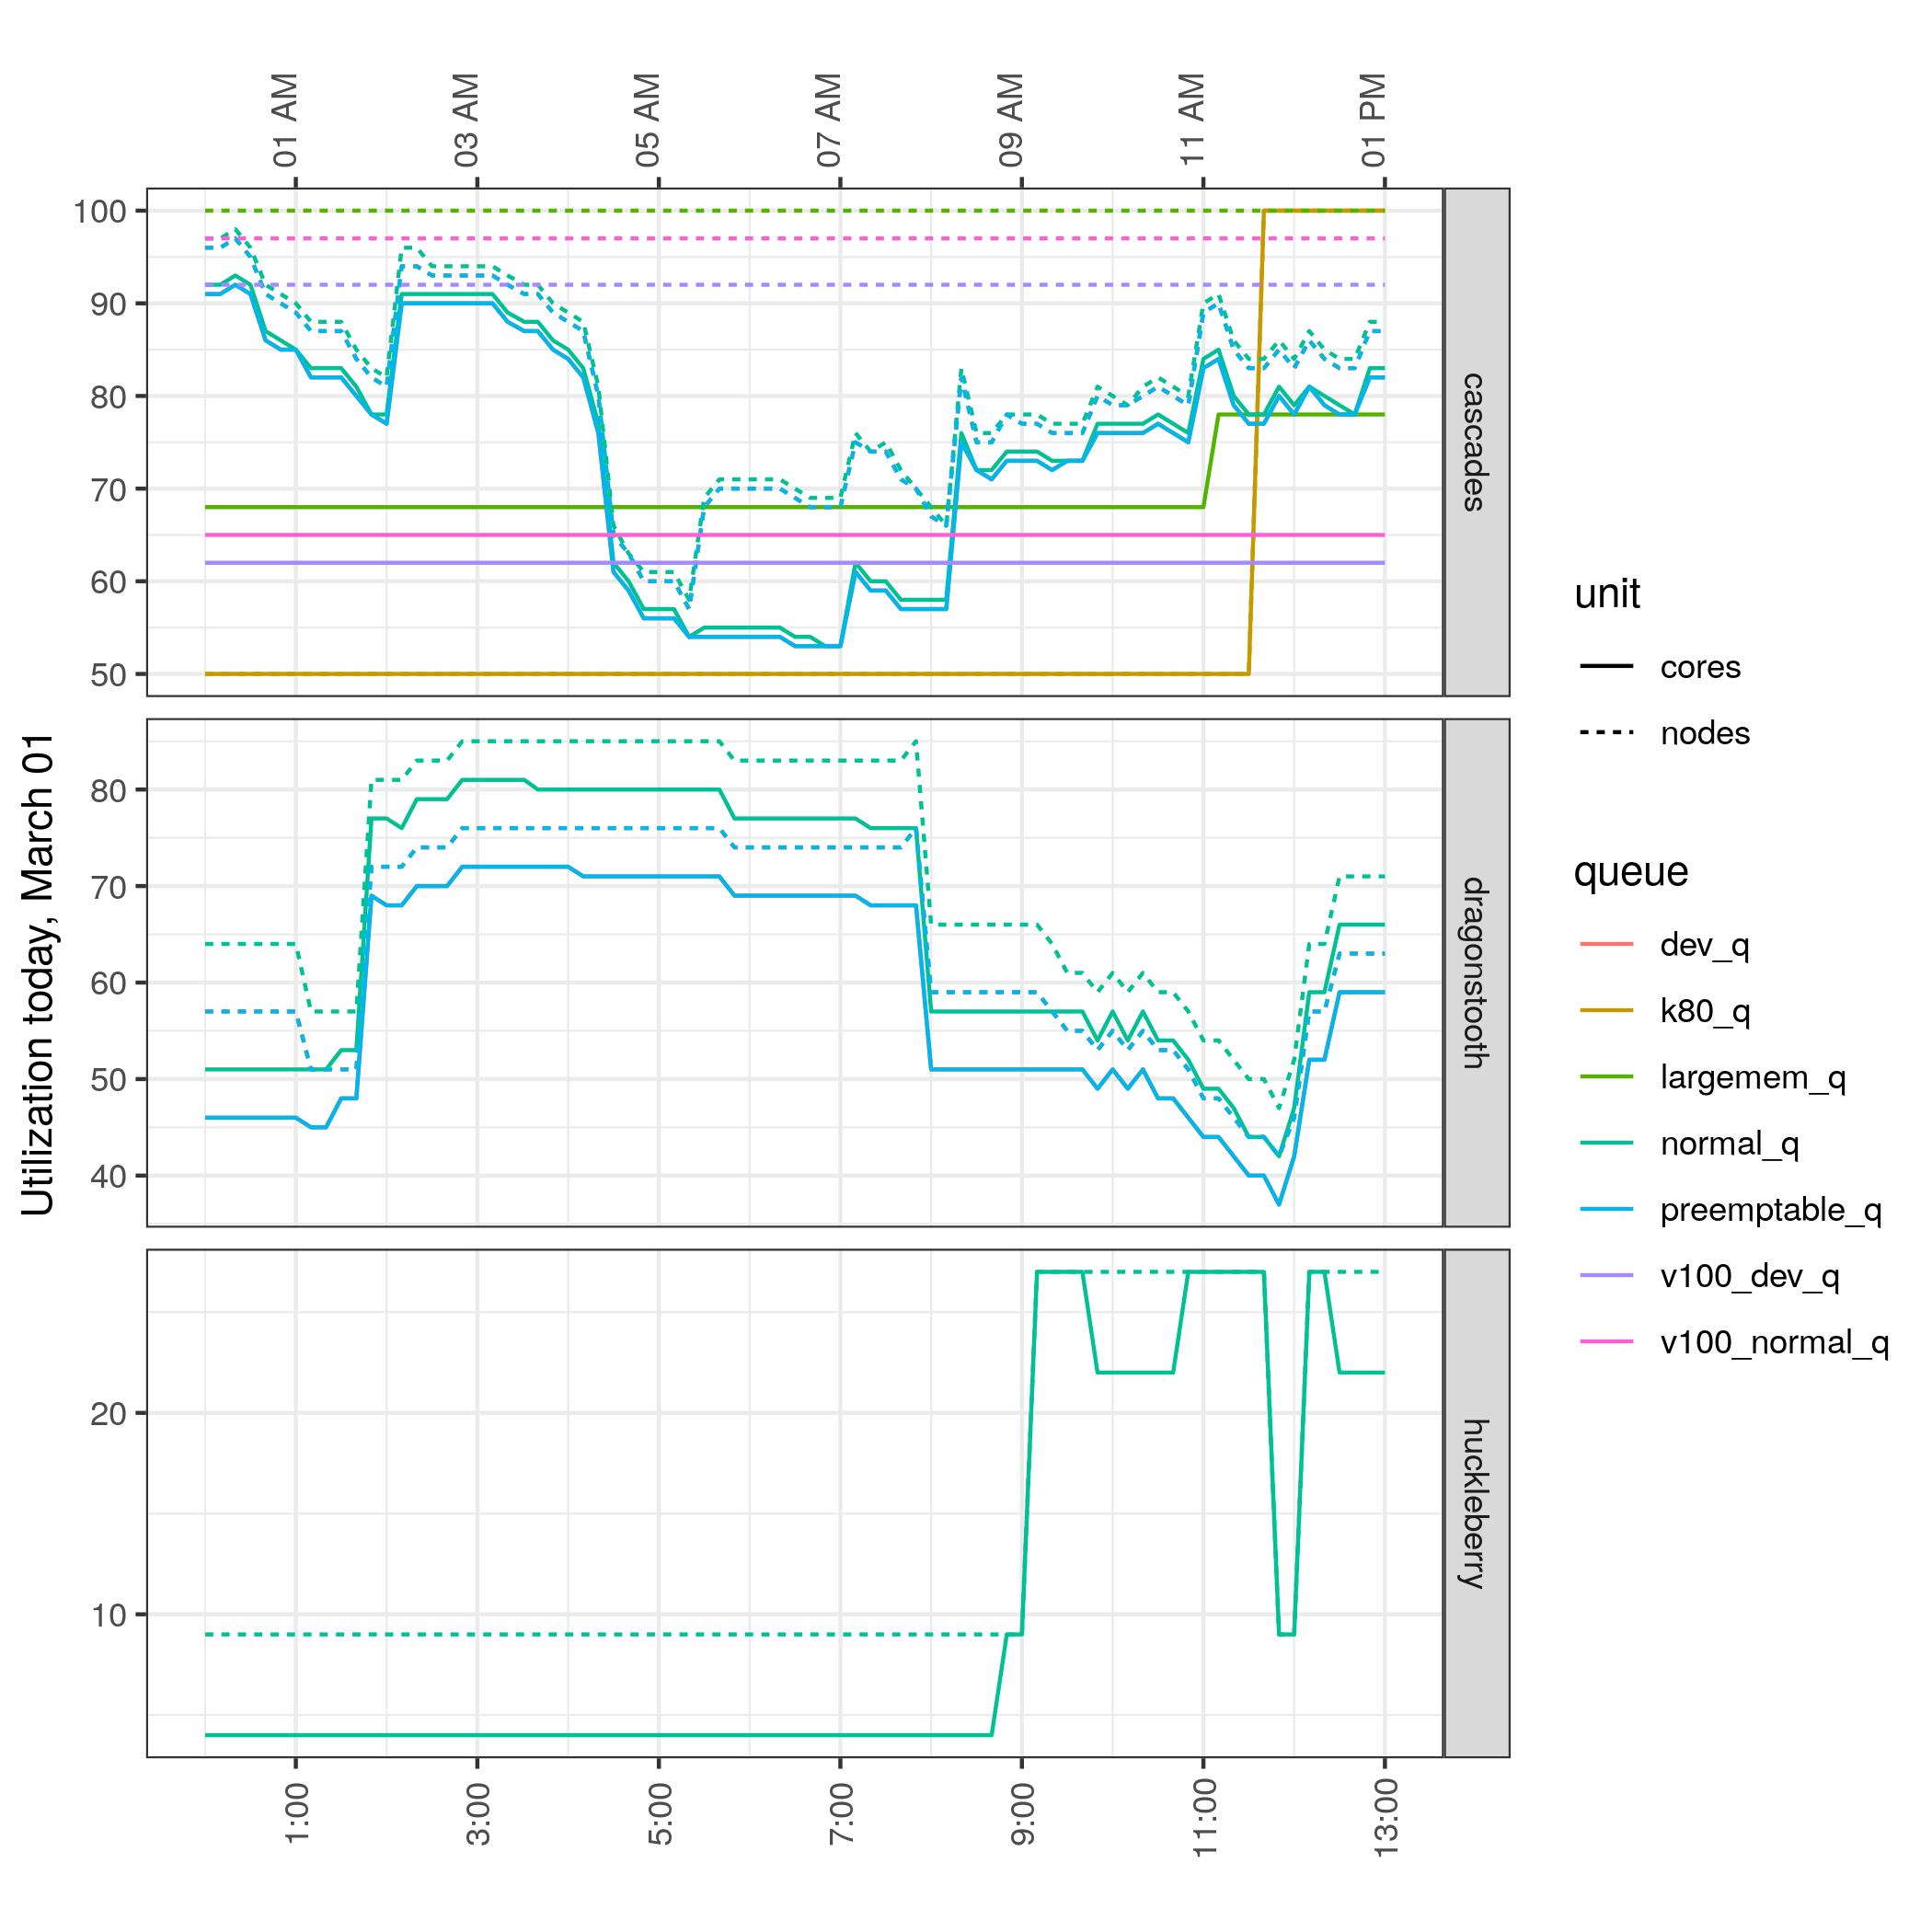 01 AM
03 AM
05 AM
07 AM
09 AM
11 AM
01 PM
Utilization today, March 01
100
90
80
70
60
50
cascades
80
70
60
50
40
dragonstooth
20
10
huckleberry
1:00
3:00
5:00
7:00
9:00
11:00
13:00
unit
cores
nodes
queue
dev_q
k80_q
largemem_q
normal_q
preemptable_q
v100_dev_q
v100_normal_q